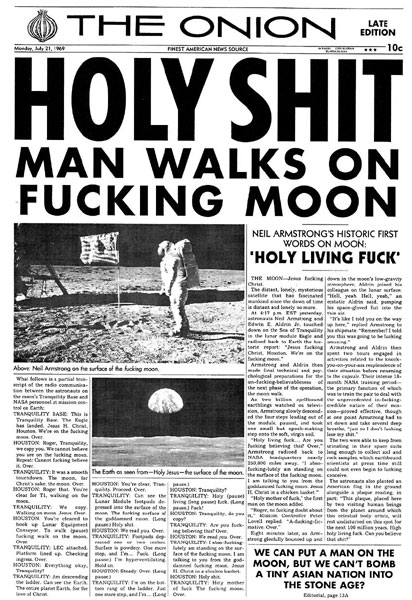 THE ONION
LATE
EDITION
Monday, July 21, 1969
FINEST AMERICAN NEWS SOURCE
10c
HOLY SHIT
MAN WALKS ON
FUCKING MOON
NEIL ARMSTRONG'S HISTORIC FIRST
WORDS ON MOON:
'HOLY LIVING FUCK'
Above: Neil Armstrong on the surface of the fucking moon.
What follows is a partial transcript
of the radio communication
between the astronauts on
the moon's Tranquility Base and
NASA personnel in mission control
on Earth:
TRANQUILITY BASE: This is
Tranquility Base. The Eagle
has landed. Jesus H. Christ,
Houston. We're on the fucking
moon. Over.
HOUSTON: Roger, Tranquility,
we copy you. We cannot believe
you are on the fucking moon.
Repeat: Cannot fucking believe
it. Over.
TRANQUILITY: It was a smooth
touchdown. The moon, for
Christ's sake: the moon. Over.
HOUSTON: Roger that. You're
clear for T1, walking on the
moon.
TRANQUILITY: We copy.
Walking on moon. Jesus. Over.
HOUSTON: You're cleared to
hook up Lunar Equipment
Conveyor. To walk (paused)
fucking walk on the moon.
Over.
TRANQUILITY: LEC attached.
Platform lined up. Checking
ingress. Over.
HOUSTON: Everything okay,
Tranquility?
TRANQUILITY: Am descending
the ladder. Can see the Earth.
The entire planet Earth, for the
love of Christ.
The Earth as seen from—Holy Jesus—the surface of the moon.
HOUSTON: You're clear, Tranquility.
Proceed. Over.
TRANQUILITY: Can see the
Lunar Module footpads depressed
into the surface of the
moon. The fucking moon. Of
the goddamned moon. (Long
pause.) Holy shit.
HOUSTON: We read you. Over.
TRANQUILITY: Footpads depressed
one or two inches.
Surface is powdery. One more
step, and I'm... Fuck. (Long
pause.) I'm hyperventilating.
Hold on.
HOUSTON: Ready. Over. (Long
pause.)
TRANQUILITY: I'm on the bottom
rung of the ladder. Just
one more step, and I'm... (Long
pause.)
HOUSTON: Tranquility?
TRANQUILITY: Holy (pause)
living (long pause) fuck. (Long
pause.) Fuck!
HOUSTON: Tranquility, do you
copy?
TRANQUILITY: Are you fucking
believing this? Over.
HOUSTON: We read you. Over.
TRANQUILITY: I abso-fucking-
lutely am standing on the
surface of the fucking moon. I am
talking to you from the goddamned
fucking moon. Jesus
H. Christ in a chicken basket.
HOUSTON: Holy shit.
TRANQUILITY: Holy mother
of fuck. The fucking moon.
Over.
THE MOON—Jesus fucking
Christ.
The distant, lonely, mysterious
satellite that has fascinated
mankind since the dawn of time
is distant and lonely no more.
At 4:17 p.m. EST yesterday,
astronauts Neil Armstrong and
Edwin E. Aldrin Jr. touched
down on the Sea of Tranquility
in the lunar module Eagle and
radioed back to Earth the historic
report: "Jesus fucking
Christ, Houston. We're on the
fucking moon."
Armstrong and Aldrin then
made final technical and psychological
preparations for the
un-fucking-believableness of
the next phase of the operation,
the moon walk.
As two billion spellbound
earthlings watched on television,
Armstrong slowly descended
the four steps leading out of
the module, paused, and took
one small but epoch-making
step onto the soft, virgin soil.
"Holy living fuck... Are you
fucking believing this? Over,"
Armstrong radioed back to
NASA headquarters nearly
250,000 miles away. "I abso-
fucking-lutely am standing on
the surface of the fucking moon.
I am talking to you from the
goddamned fucking moon. Jesus
H. Christ in a chicken basket."
"Holy mother of fuck," the first
man on the moon added.
"Roger, no fucking doubt about
it," Mission Controller Peter
Lovell replied. "A-fucking-firmative.
Over."
Eight minutes later, as Armstrong
gleefully bounced up and
down in the moon's low-gravity
atmosphere, Aldrin joined his
colleague on the lunar surface.
"Hell, yeah. Hell, yeah," an
ecstatic Aldrin said, pumping
his space-gloved fist into the
thin air.
"It's like I told you on the way
up here," replied Armstrong to
his shipmate. "Remember? I told
you this was going to be fucking
amazing."
Armstrong and Aldrin then
spent two hours engaged in
activities related to the knock-
you-on-your-ass resplendence of
their situation before returning
to the capsule. Their intense 18-
month NASA training period—
the primary function of which
was to train the pair to deal with
the unprecedented in-fucking-
credible nature of their mission—proved
effective, though
at one point Armstrong had to
sit down and take several deep
breaths, "just so I don't fucking
lose my shit."
The two were able to keep from
urinating in their space suits
long enough to collect soil and
rock samples, which earthbound
scientists at press time still
could not even begin to fucking
believe.
The astronauts also planted an
American flag in the ground
alongside a plaque reading, in
part: "This plaque, placed here
by two visiting human beings
from the planet around which
this celestial body orbits, will
rest undisturbed on this spot for
the next 100 million years. High-
holy living fuck. Can you believe
that shit?"
WE CAN PUT A MAN ON THE
MOON, BUT WE CAN'T BOMB
A TINY ASIAN NATION INTO
THE STONE AGE?
Editorial, page 13A